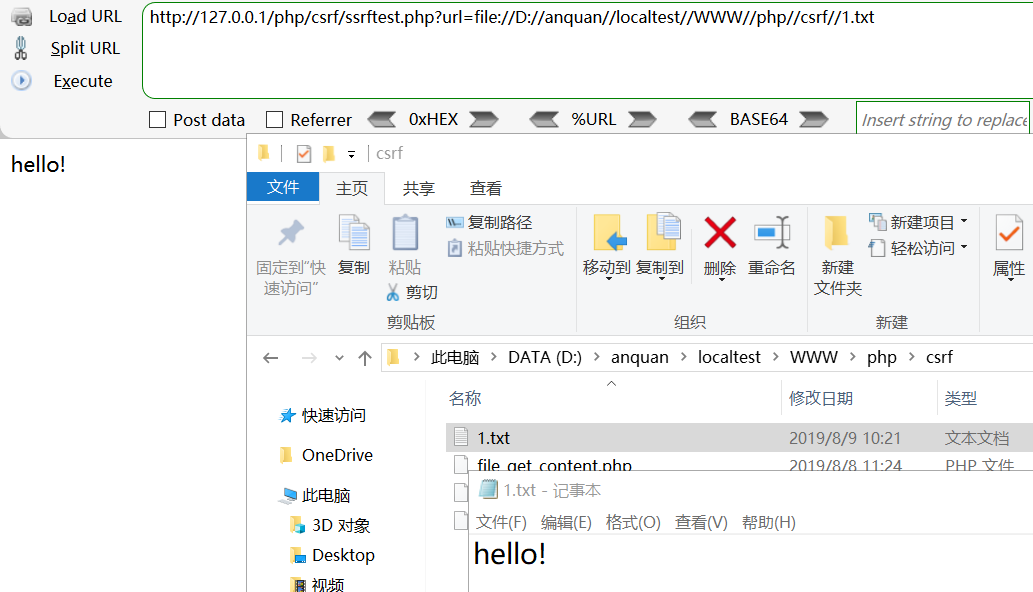 Load URL
http://127.0.0.1/php/csrf/ssrftest.php?url=file://D://anquan//localtest//WWW//php//csrf//1.txt
Split URL
Execute
Post data
Referrer
0xHEX
%URL
BASE64
Insert string to replace
hello!
csrf
文件
主页
共享
查看
固定到"快
速访问"
复制
粘贴
复制路径
粘贴快捷方式
剪切
剪贴板
移动到
复制到
删除
重命名
组织
新建
文件夹
新建项目
轻松访问
新建
属性
此电脑 > DATA (D:) > anquan > localtest > WWW > php > csrf
名称
修改日期
类型
快速访问
OneDrive
此电脑
3D 对象
Desktop
视频
1.txt
2019/8/9 10:21
文本文档
file_get_content.php
2019/8/8 11:24
PHP 文件
1.txt - 记事本
文件(F) 编辑(E) 格式(O) 查看(V) 帮助(H)
hello!